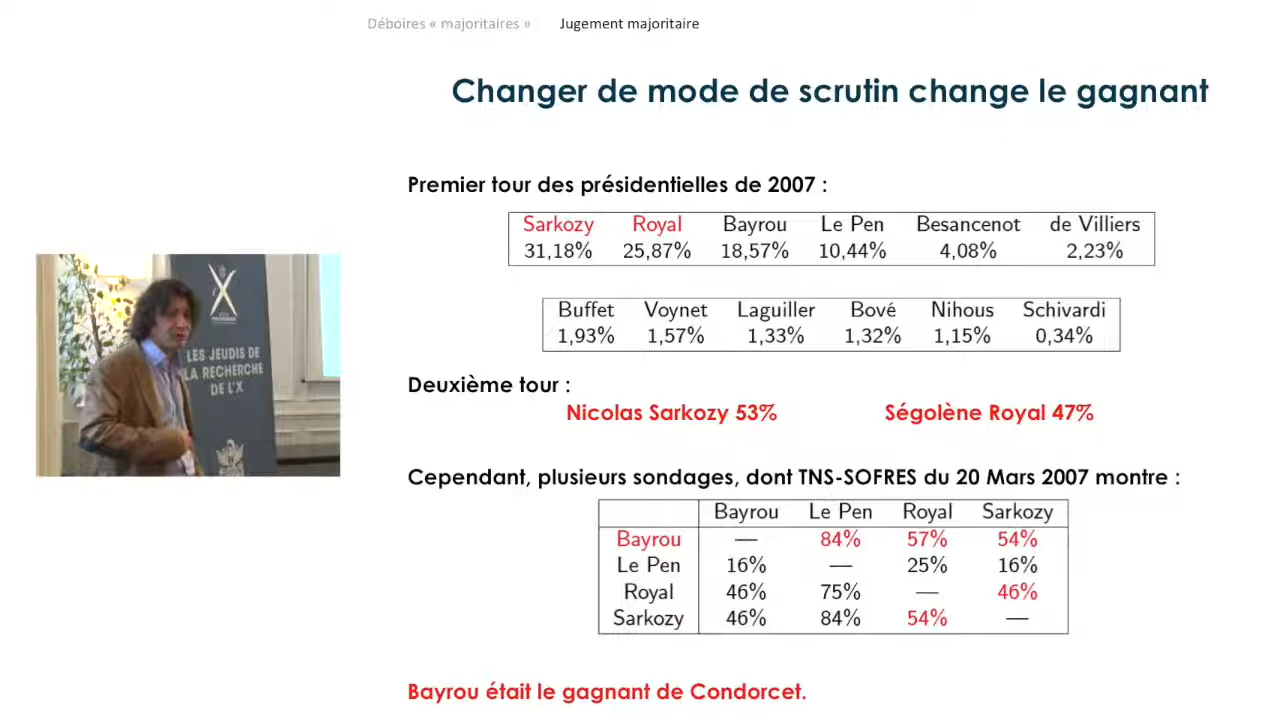 Déboires « majoritaires » Jugement majoritaire
Changer de mode de scrutin change le gagnant
Premier tour des présidentielles de 2007 :
Sarkozy Royal Bayrou Le Pen Besancenot de Villiers
31,18% 25,87% 18,57% 10,44% 4,08% 2,23%
Buffet Voynet Laguiller Bové Nihous Schivardi
1,93% 1,57% 1,33% 1,32% 1,15% 0,34%
Deuxième tour :
Nicolas Sarkozy 53% Ségolène Royal 47%
Cependant, plusieurs sondages, dont TNS-SOFRES du 20 Mars 2007 montre :
Bayrou Le Pen Royal Sarkozy
Bayrou — 84% 57% 54%
Le Pen 16% — 25% 16%
Royal 46% 75% — 46%
Sarkozy 46% 84% 54% —
Bayrou était le gagnant de Condorcet.
X
LES JEUDIS DE
LA RECHERCHE
DE L'X